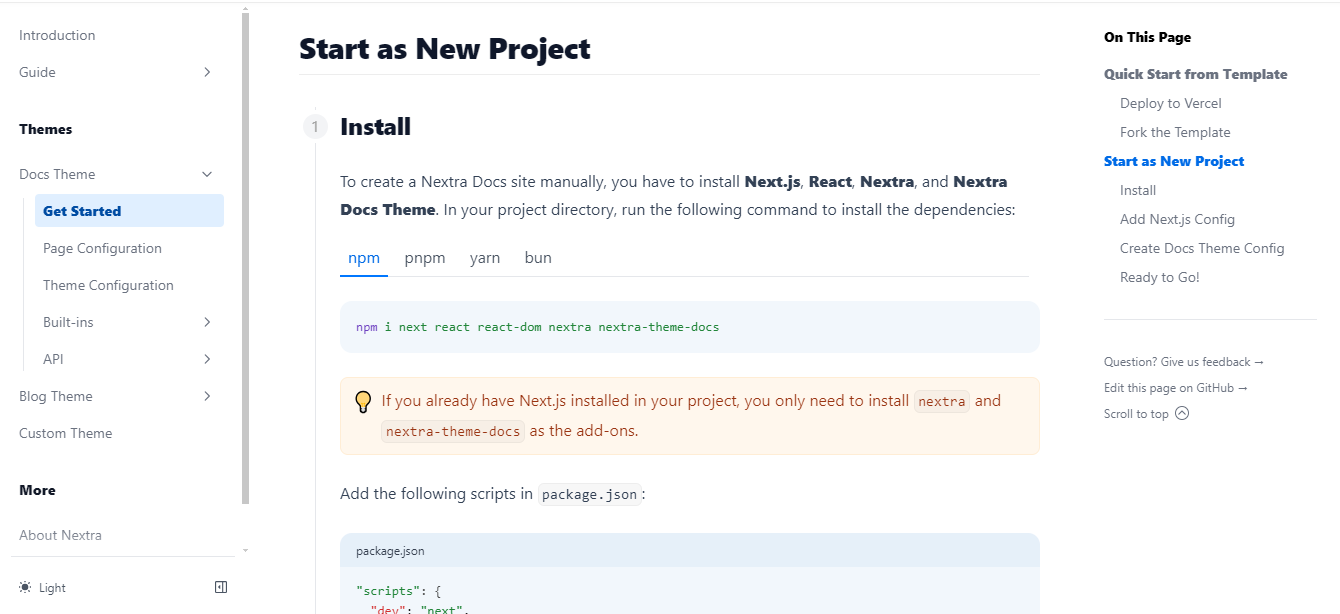 Introduction
Guide
Themes
Docs Theme
Get Started
Page Configuration
Theme Configuration
Built-ins
API
Blog Theme
Custom Theme
More
About Nextra
Light
Start as New Project
1
Install
To create a Nextra Docs site manually, you have to install Next.js, React, Nextra, and Nextra
Docs Theme. In your project directory, run the following command to install the dependencies:
npm pnpm yarn bun
npm i next react react-dom nextra nextra-theme-docs
If you already have Next.js installed in your project, you only need to install nextra and
nextra-theme-docs as the add-ons.
Add the following scripts in package.json:
package.json
"scripts": {
"dev": "next",
On This Page
Quick Start from Template
Deploy to Vercel
Fork the Template
Start as New Project
Install
Add Next.js Config
Create Docs Theme Config
Ready to Go!
Question? Give us feedback →
Edit this page on GitHub →
Scroll to top